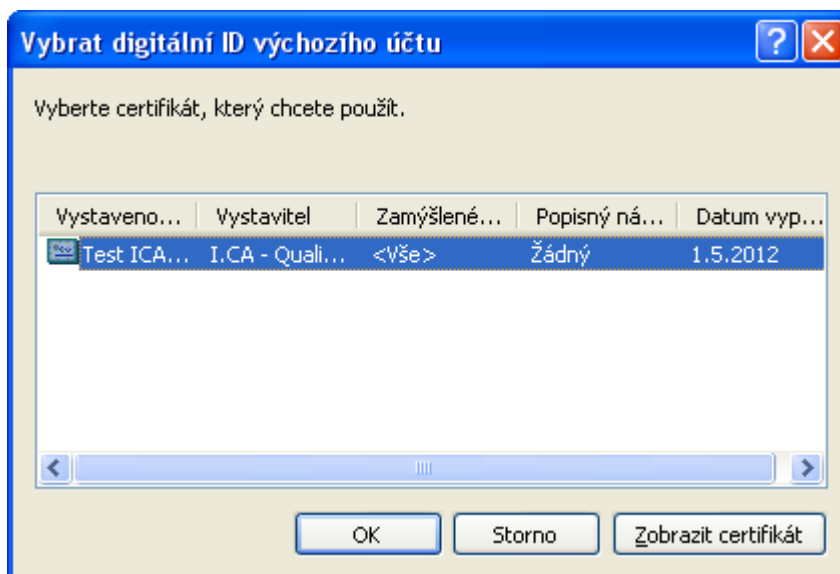 Vybrat digitální ID výchozího účtu
Vyberte certifikát, který chcete použít.
Vystaveno... Vystavitel Zamýšlené... Popisný ná... Datum vyp...
Test ICA... I.CA - Quali... <Vše> Žádný 1.5.2012
OK Storno Zobrazit certifikát